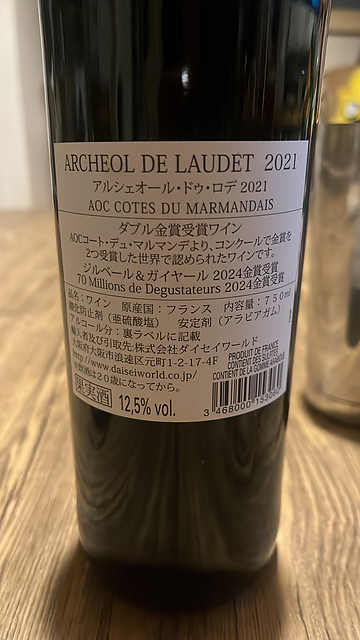 ARCHEOL DE LAUDET 2021
アルシェオール・ドゥ・ロデ 2021
AOC COTES DU MARMANDAIS
ダブル金賞受賞ワイン
AOCコート・デュ・マルマンデより、コンクールで金賞を
2つ受賞した世界で認められたワインです。
ジルベール&ガイヤール 2024金賞受賞
70 Millions de Degustateurs 2024金賞受賞
品名：ワイン 原産国：フランス 内容量：750ml
酸化防止剤（亜硫酸塩） 安定剤（アラビアガム）
アルコール分：裏ラベルに記載
輸入者及び引取先:株式会社ダイセイワールド
大阪府大阪市浪速区元町1-2-17-4F
http://www.daiseiworld.co.jp/
飲酒は20歳になってから。
PRODUIT DE FRANCE
CONTIENT DES SULFITES
CONTIENT DE LA GOMME ARABIQUE
果実酒
12,5% vol.
3 468000